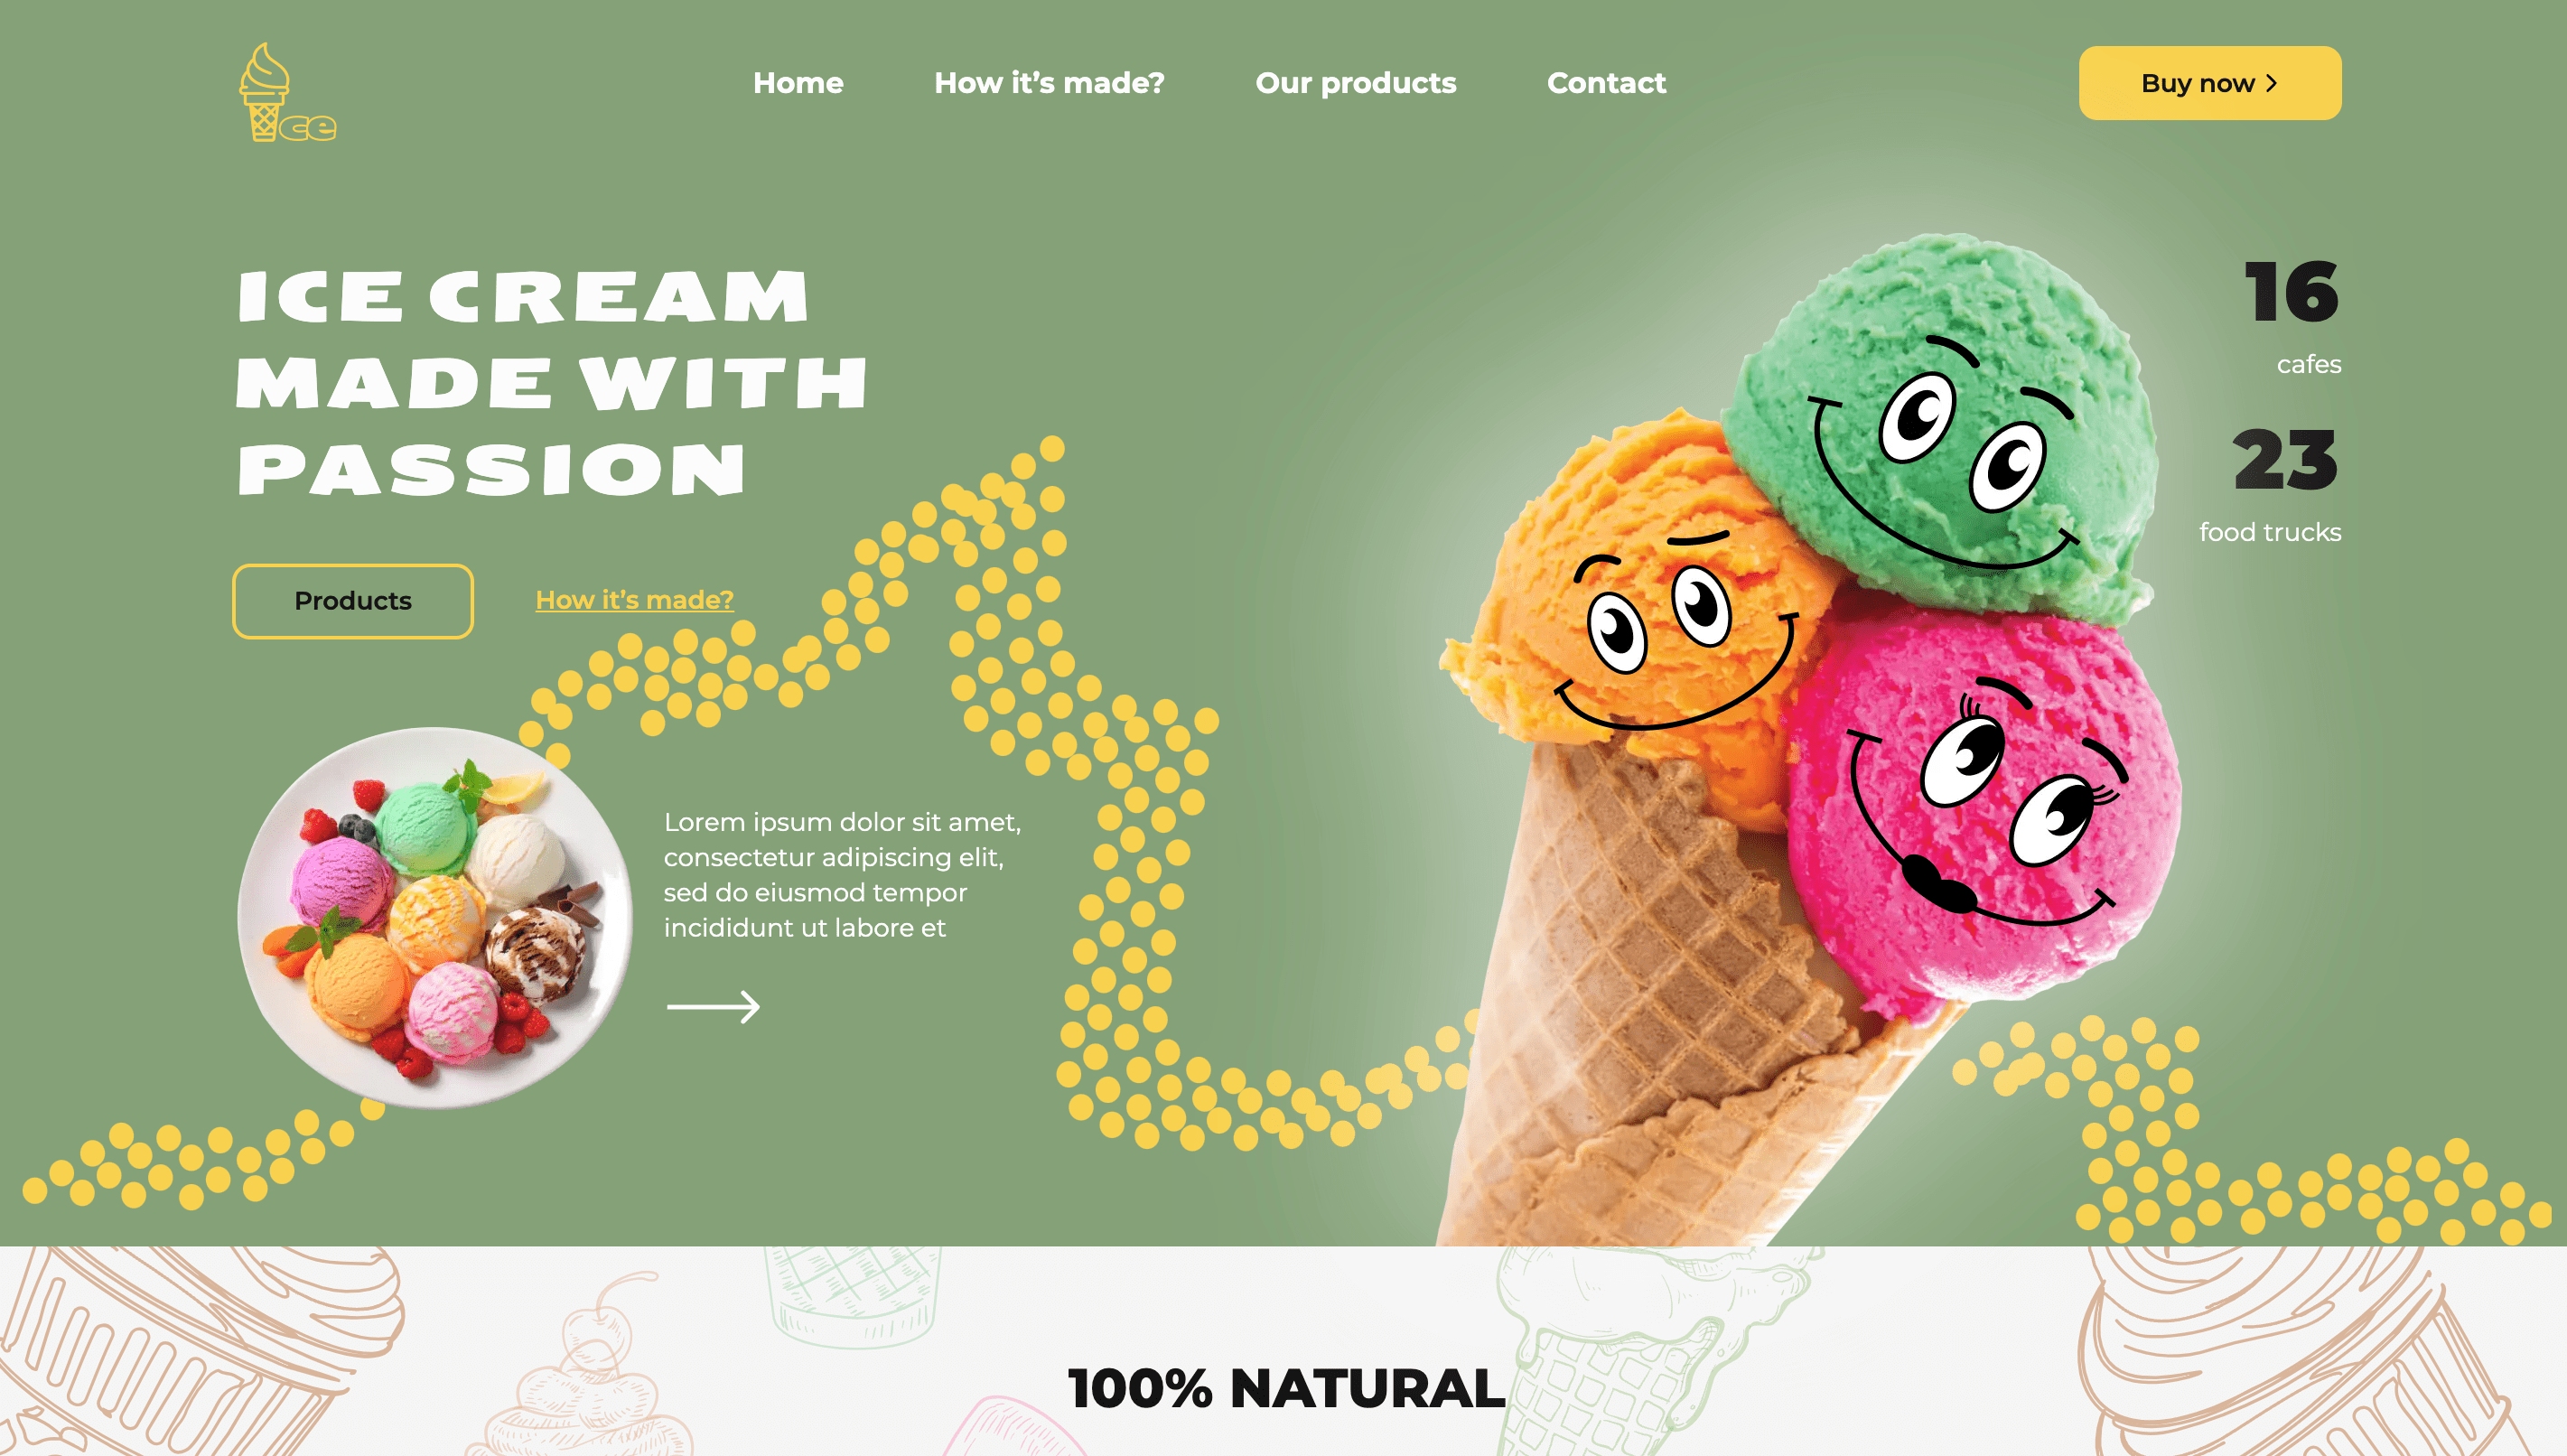 ce
Home
How it’s made?
Our products
Contact
Buy now
ICE CREAM
MADE WITH
PASSION
16
cafes
23
food trucks
Products
How it’s made?
Lorem ipsum dolor sit amet,
consectetur adipiscing elit,
sed do eiusmod tempor
incididunt ut labore et
100% NATURAL